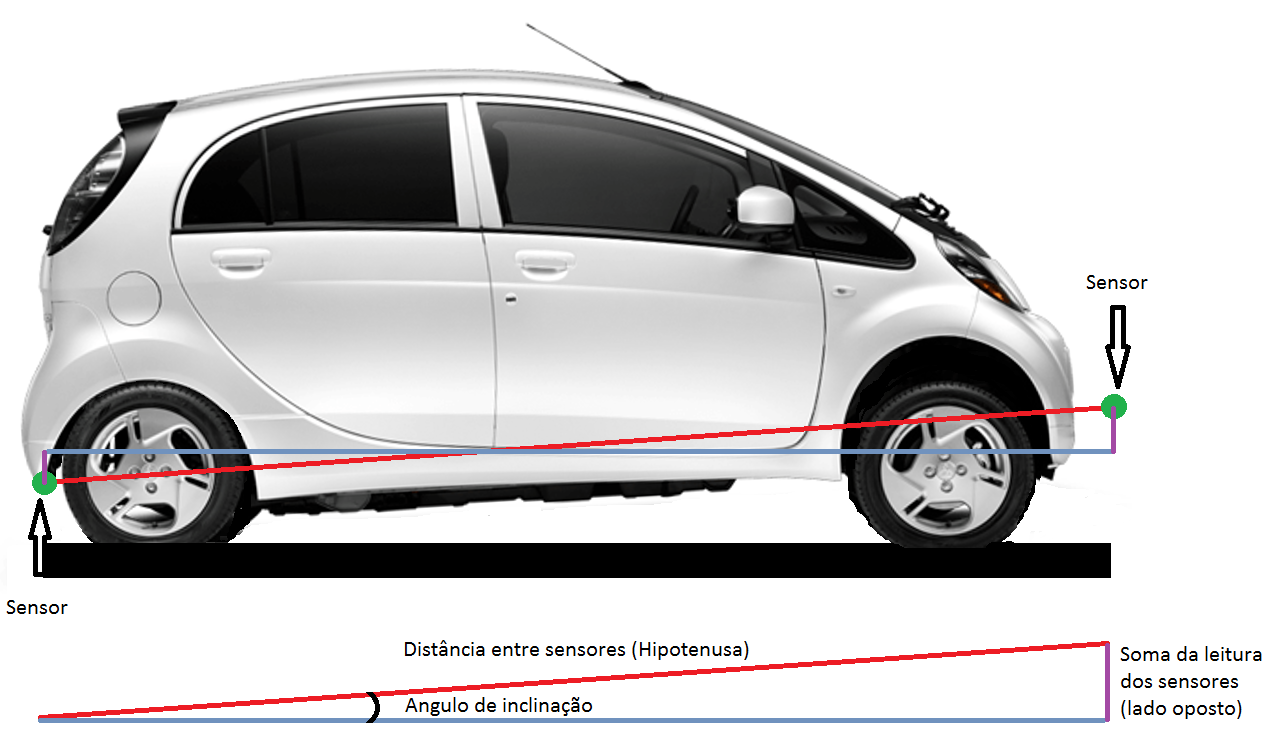 Sensor
Sensor
Distância entre sensores (Hipotenusa)
Soma da leitura
dos sensores
(lado oposto)
Angulo de inclinação